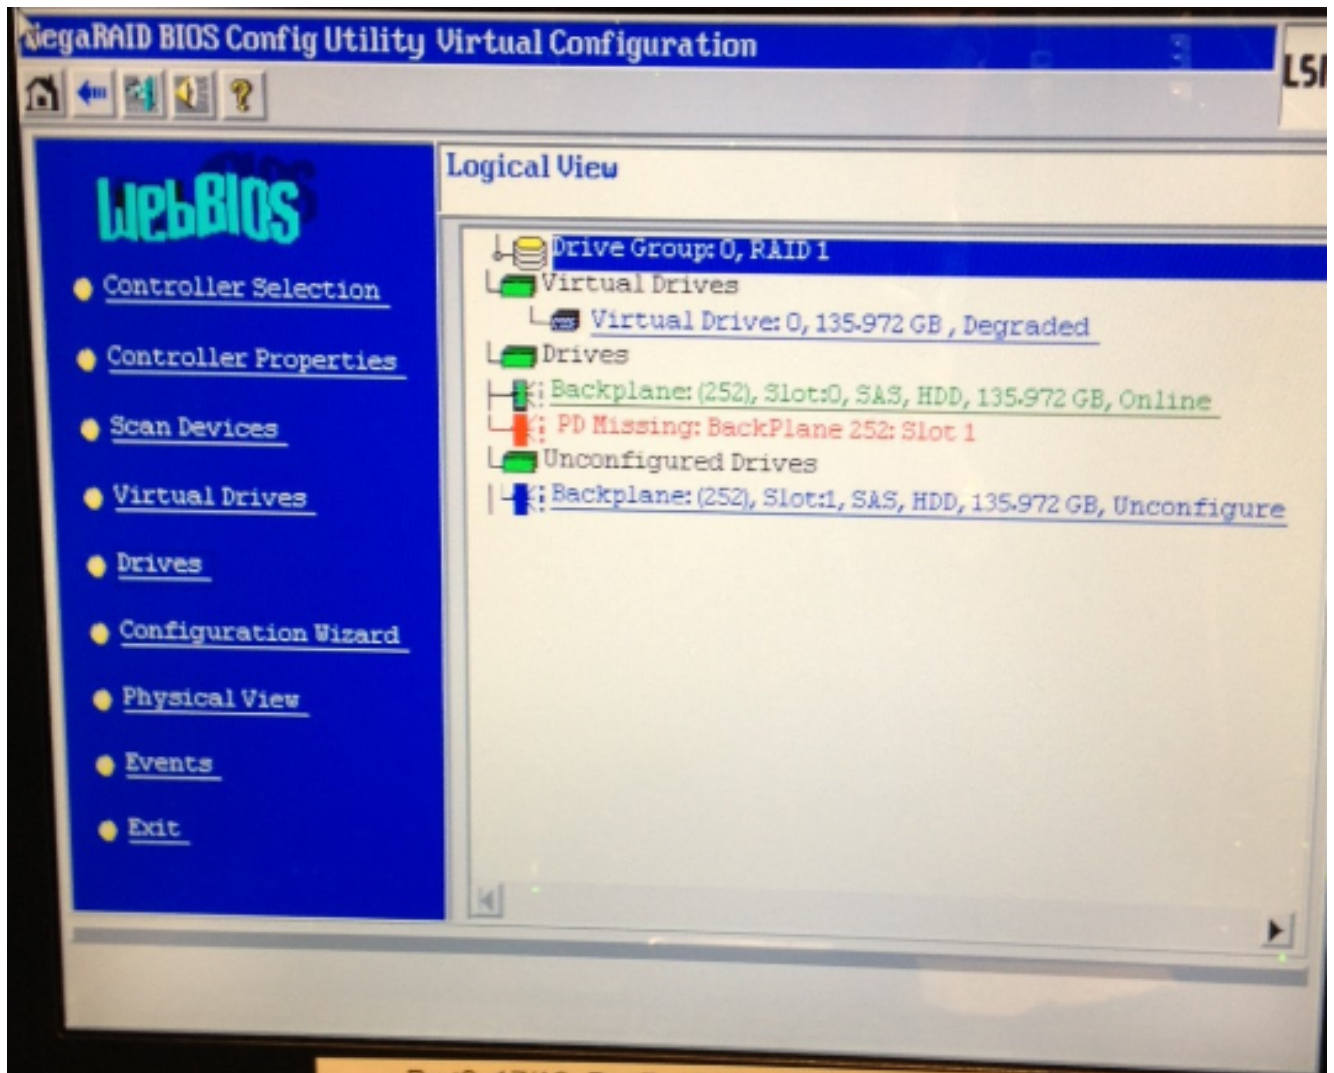 MegaRAID BIOS Config Utility Virtual Configuration
LSI
WebBIOS
Logical View
Controller Selection
Controller Properties
Scan Devices
Virtual Drives
Drives
Configuration Wizard
Physical View
Events
Exit
Drive Group: 0, RAID 1
Virtual Drives
Virtual Drive: 0, 135.972 GB , Degraded
Drives
Backplane: (252), Slot:0, SAS, HDD, 135.972 GB, Online
PD Missing: BackPlane 252: Slot 1
Unconfigured Drives
Backplane: (252), Slot:1, SAS, HDD, 135.972 GB, Unconfigure